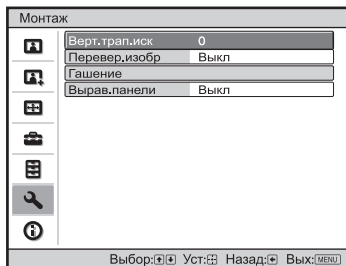 Монтаж
Верт.трап.иск 0
Перевер.изобр Выкл
Гашение
Вырав.панели Выкл
Выбор: Уст: Назад: Вых:MENU